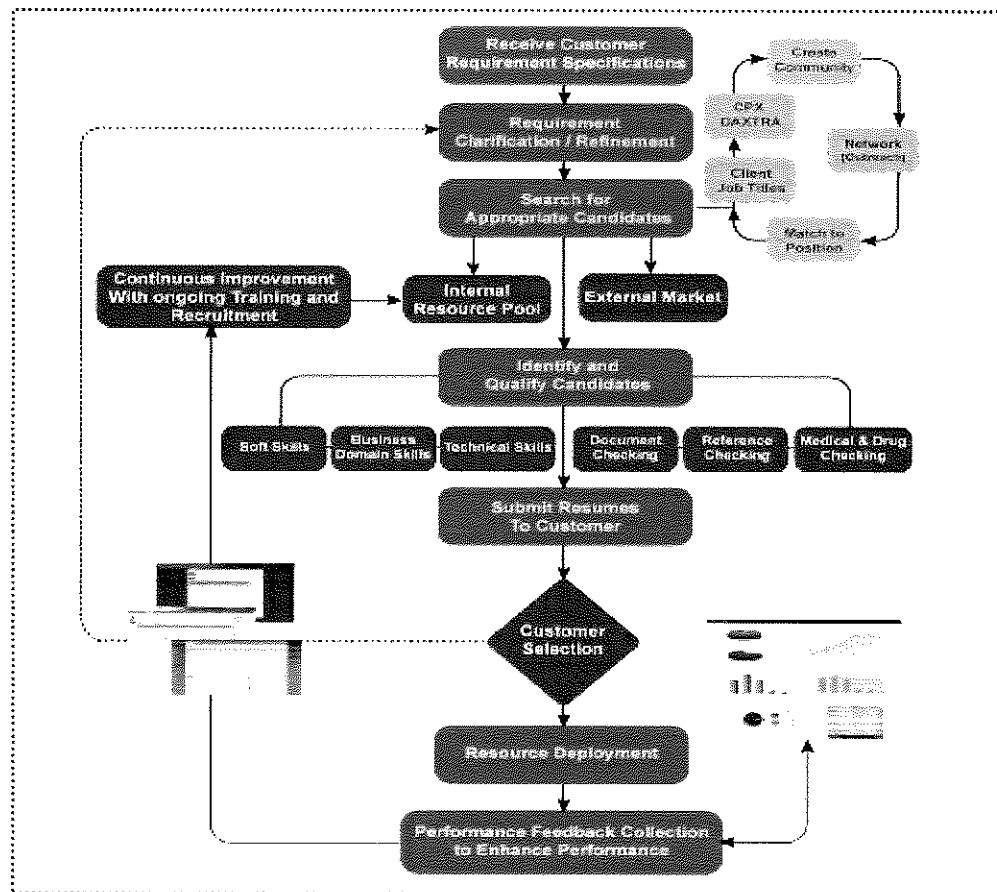 Receive Customer
Requirement Specifications
Create
Community
CPX
DAXTRA
Requirement
Clarification / Refinement
Network
Client
Job Titles
Search for
Appropriate Candidates
Match to
Position
Continuous Improvement
With ongoing Training and
Recruitment
Internal
Resource Pool
External Market
Identify and
Qualify Candidates
Soft Skills
Business
Domain Skills
Technical Skills
Document
Checking
Reference
Checking
Medical & Drug
Checking
Submit Resumes
To Customer
Customer
Selection
Resource Deployment
Performance Feedback Collection
to Enhance Performance